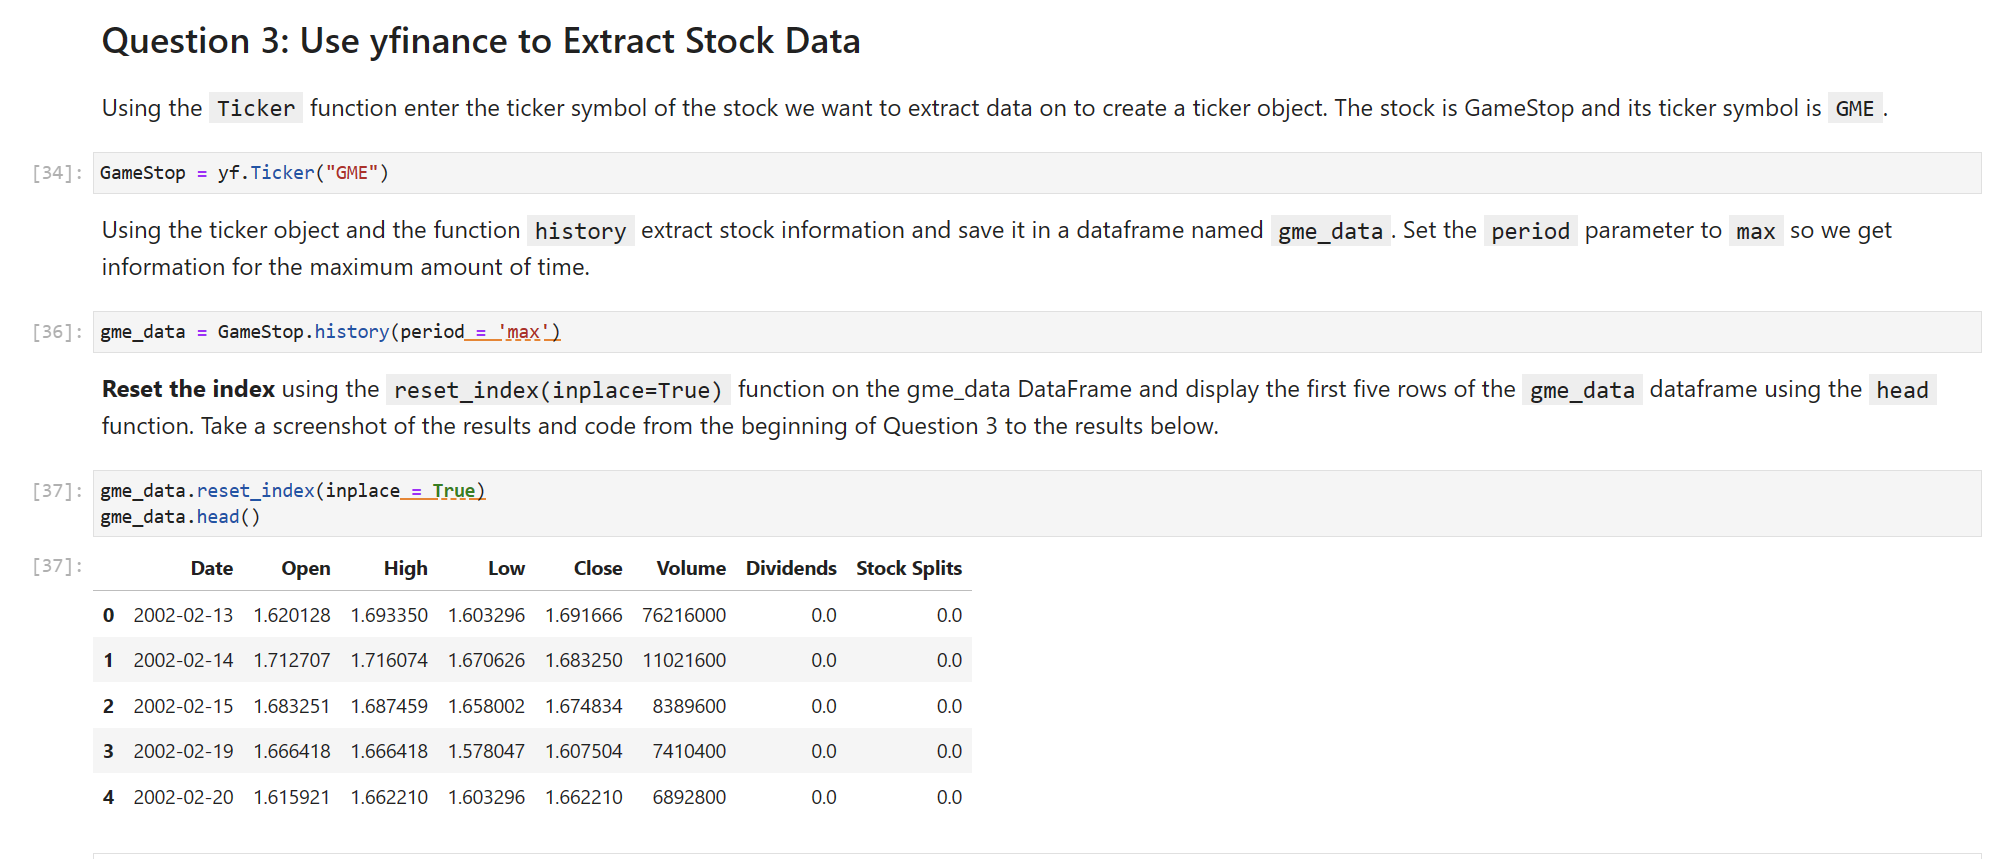 Question 3: Use yfinance to Extract Stock Data
Using the Ticker function enter the ticker symbol of the stock we want to extract data on to create a ticker object. The stock is GameStop and its ticker symbol is GME .
[34]: GameStop = yf.Ticker("GME")
Using the ticker object and the function history extract stock information and save it in a dataframe named gme_data . Set the period parameter to max so we get
information for the maximum amount of time.
[36]: gme_data = GameStop.history(period = 'max')
Reset the index using the reset_index(inplace=True) function on the gme_data DataFrame and display the first five rows of the gme_data dataframe using the head
function. Take a screenshot of the results and code from the beginning of Question 3 to the results below.
[37]: gme_data.reset_index(inplace = True)
gme_data.head()
[37]: Date Open High Low Close Volume Dividends Stock Splits
0 2002-02-13 1.620128 1.693350 1.603296 1.691666 76216000 0.0 0.0
1 2002-02-14 1.712707 1.716074 1.670626 1.683250 11021600 0.0 0.0
2 2002-02-15 1.683251 1.687459 1.658002 1.674834 8389600 0.0 0.0
3 2002-02-19 1.666418 1.666418 1.578047 1.607504 7410400 0.0 0.0
4 2002-02-20 1.615921 1.662210 1.603296 1.662210 6892800 0.0 0.0